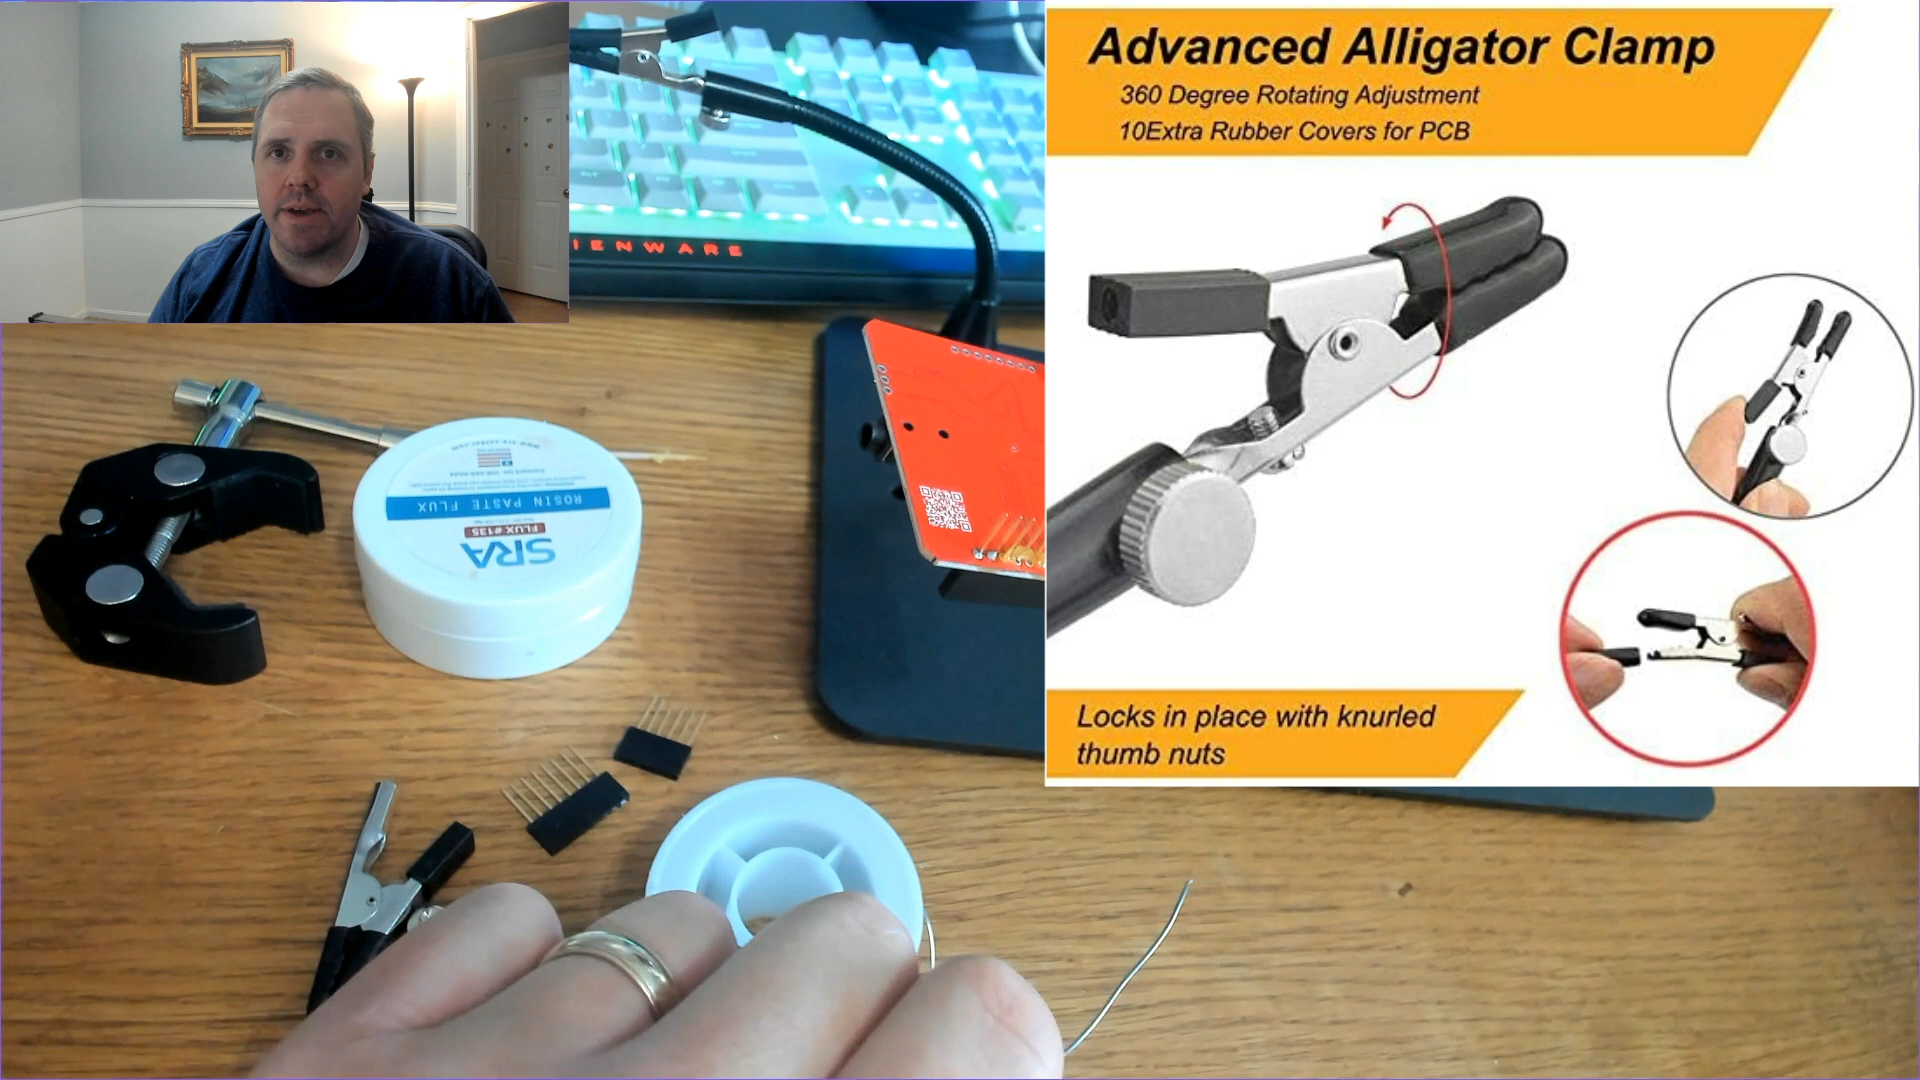 Advanced Alligator Clamp
360 Degree Rotating Adjustment
10Extra Rubber Covers for PCB
IENWARE
ROSIN PASTE FLUX
FLUX #135
SRA
Locks in place with knurled
thumb nuts